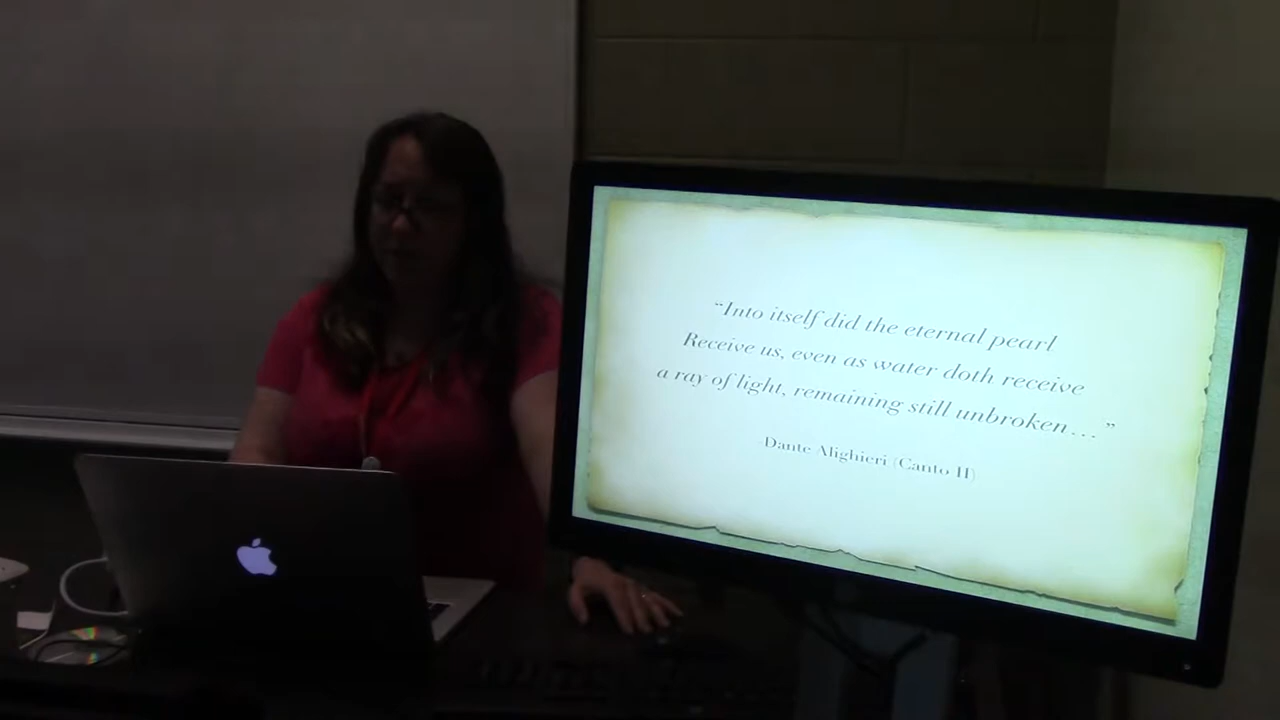 “Into itself did the eternal pearl
Receive us, even as water doth receive
a ray of light, remaining still unbroken…”
-Dante Alighieri (Canto II)